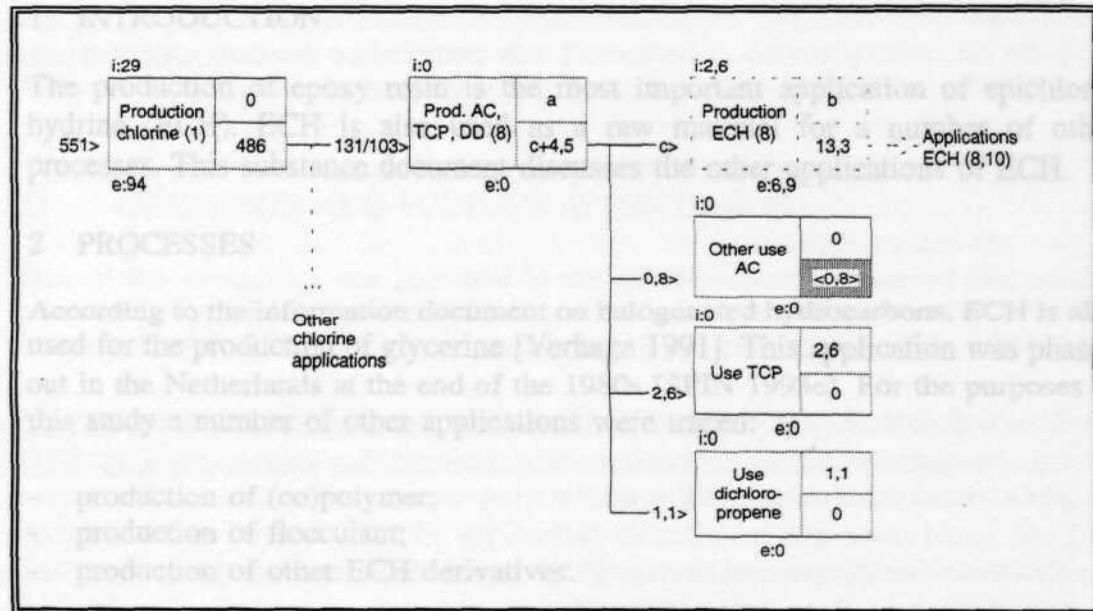 i:29
Production
chlorine (1)
0
551>
486
e:94
i:0
Prod. AC,
TCP, DD (8)
a
131/103>
c+4,5
e:0
i:2,6
Production
ECH (8)
b
c>
13,3
e:6,9
Applications
ECH (8,10)
...
Other
chlorine
applications
i:0
Other use
AC
0
0,8>
<0,8>
e:0
i:0
Use TCP
2,6
2,6>
0
e:0
i:0
Use
dichloro-
propene
1,1
1,1>
0
e:0
1 INTRODUCTION
The production of epoxy resin is the most important application of epichlor
hydrin ECH is also used as a raw material for a number of oth
processes. This substance document discusses the other applications of ECH.
2 PROCESSES
According to the information document on halogenated hydrocarbons, ECH is al
used for the production of glycerine [Verhage 1991]. This application was phas
out in the Netherlands at the end of the 1980s For the purposes
this study a number of other applications were traced:
- production of (co)polymer;
- production of flocculant;
- production of other ECH derivatives.